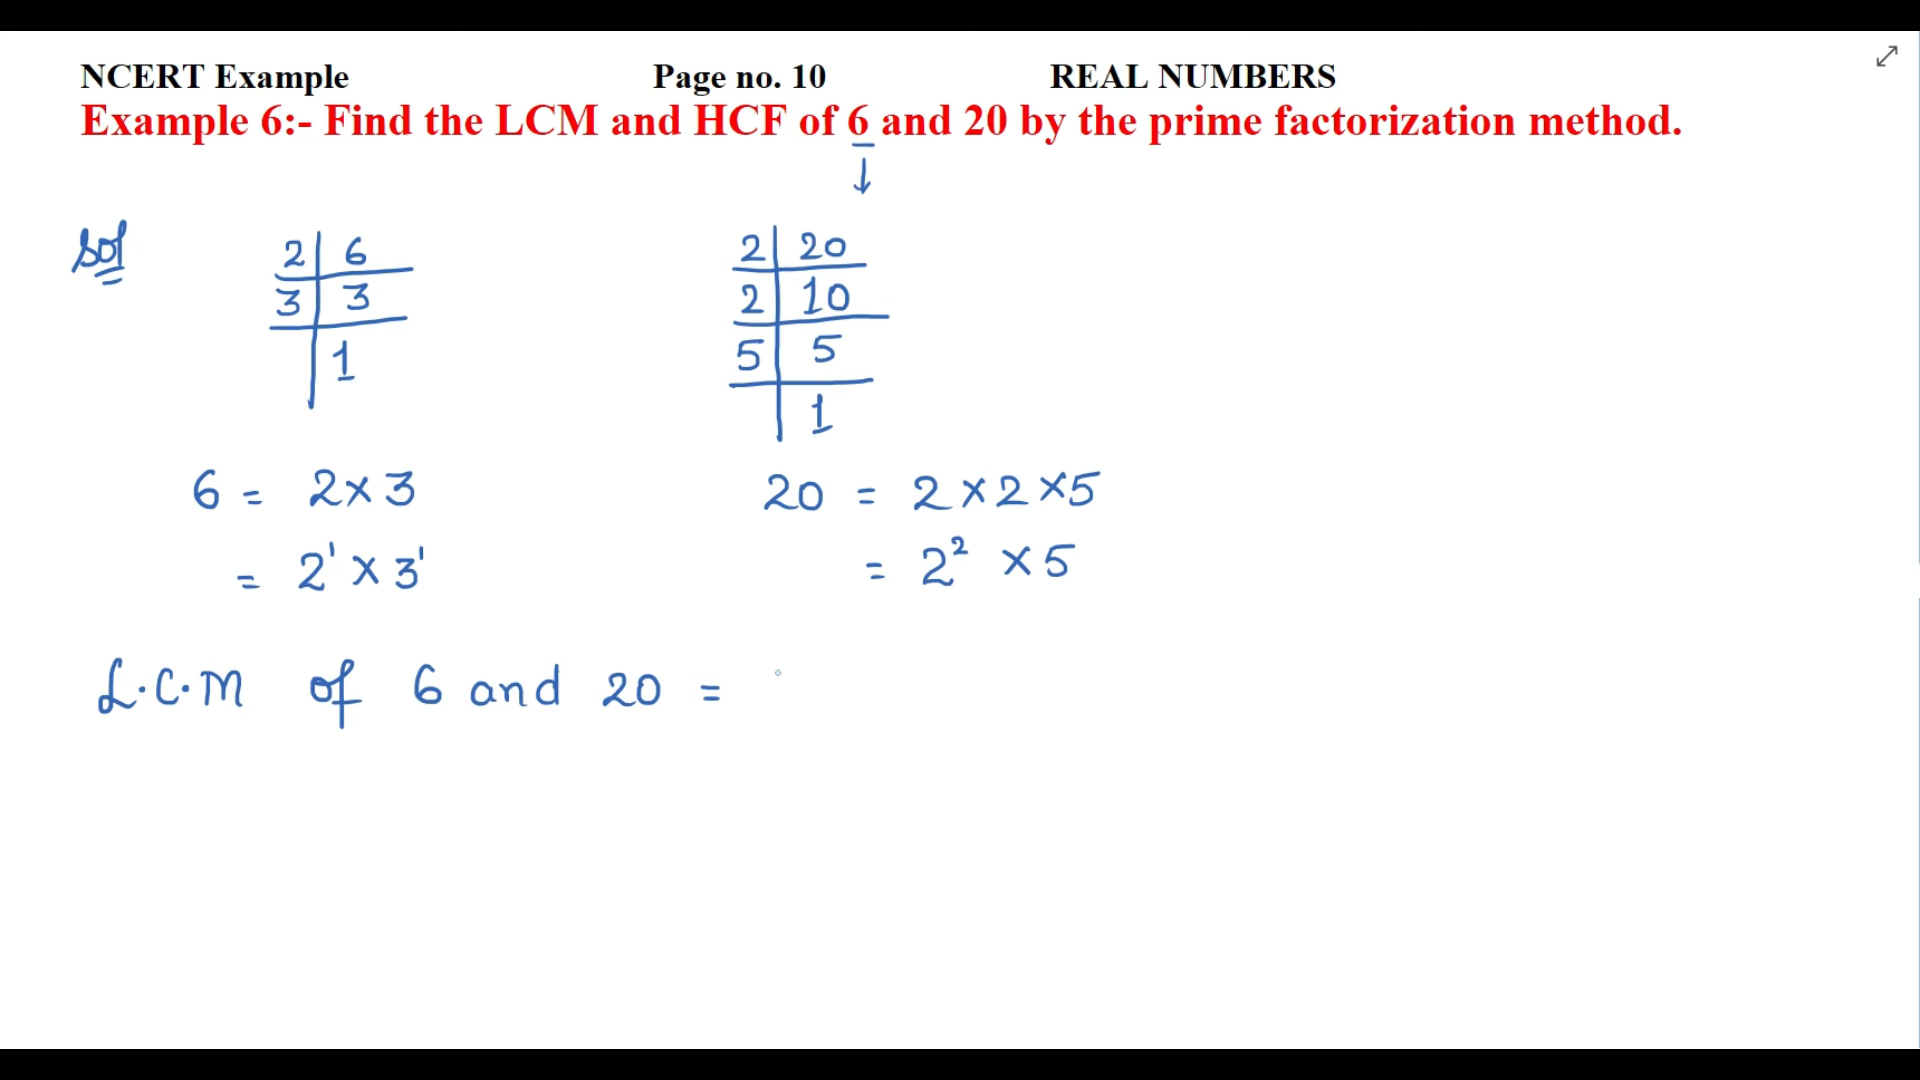 NCERT Example Page no. 10 REAL NUMBERS
Example 6:- Find the LCM and HCF of 6 and 20 by the prime factorization method.
Sol
2 | 6
3 | 3
1
2 | 20
2 | 10
5 | 5
1
6 = 2 × 3
= 2¹ × 3¹
20 = 2 × 2 × 5
= 2² × 5
L.C.M of 6 and 20 =